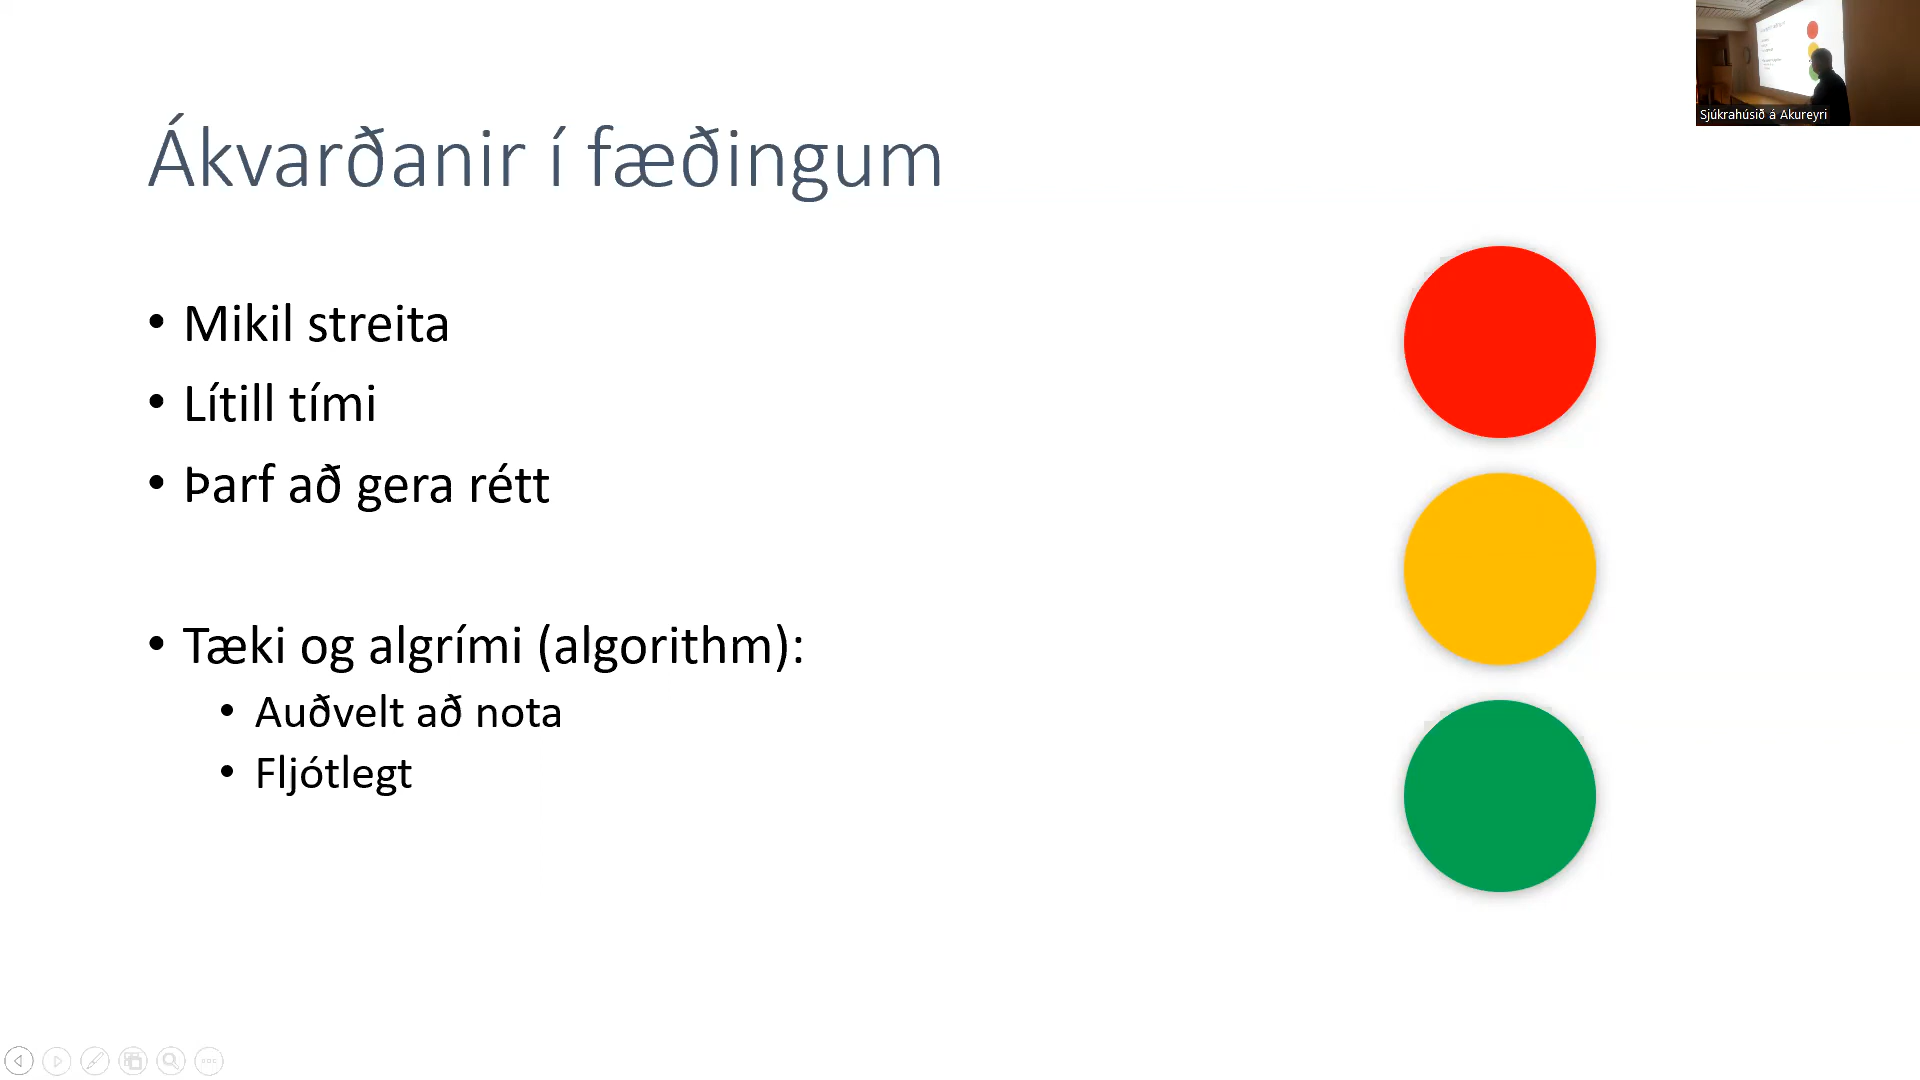 Ákvarðanir í fæðingum
• Mikil streita
• Lítill tími
• Þarf að gera rétt
• Tæki og algrími (algorithm):
• Auðvelt að nota
• Fljótlegt
Sjúkrahúsið á Akureyri